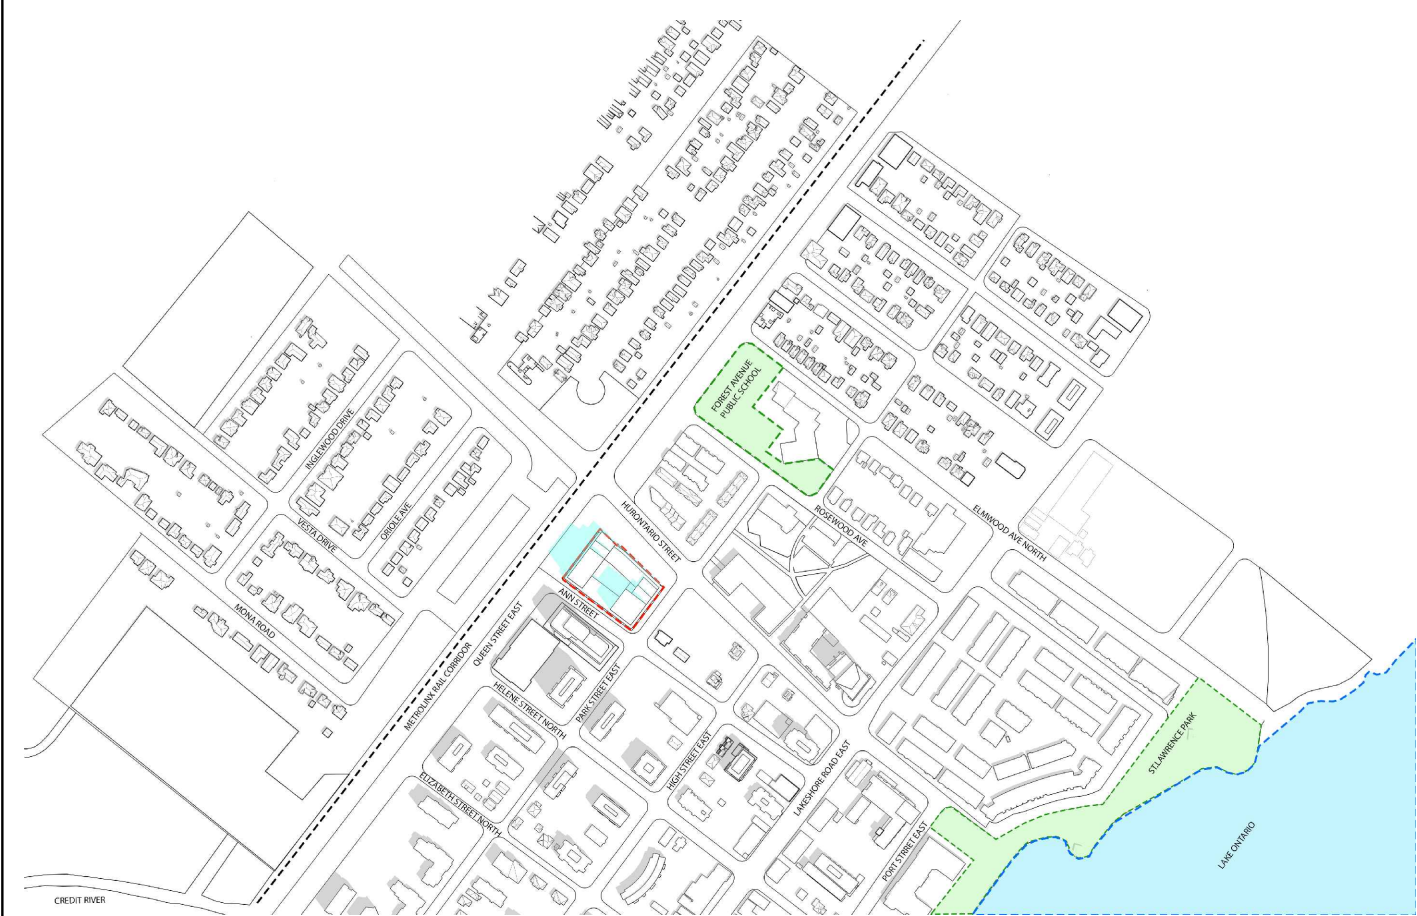 FOREST AVENUE
PUBLIC SCHOOL
INGLEWOOD DRIVE
ORIOLE AVE
VESTA DRIVE
HURONTARIO STREET
ROSEWOOD AVE
ELMWOOD AVE NORTH
MONA ROAD
ANN STREET
QUEEN STREET EAST
METROLINX RAIL CORRIDOR
PARK STREET EAST
HELENE STREET NORTH
HIGH STREET EAST
LAKESHORE ROAD EAST
ST.LAWRENCE PARK
ELIZABETH STREET NORTH
PORT STRRET EAST
LAKE ONTARIO
CREDIT RIVER